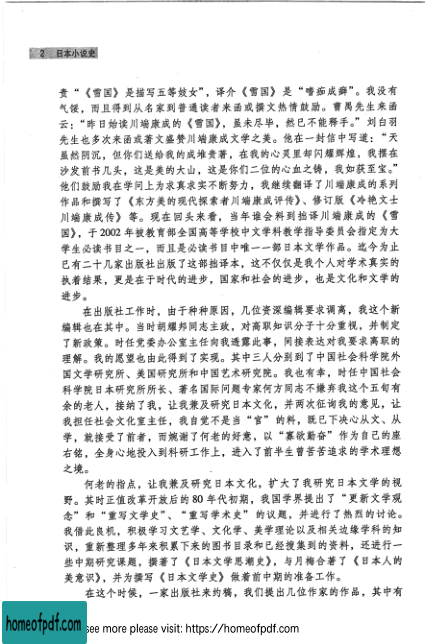 2 日本小说史
责“《雪国》是描写五等妓女”，译介《雪国》是“嗜痂成癖”。我没有
气馁，而且得到从名家到普通读者来函或撰文热情鼓励。曹禺先生来函
云：“昨日始读川端康成的《雪国》，虽未尽毕，然已不能释手。”刘白羽
先生也多次来函或著文盛赞川端康成文学之美。他在一封信中写道：“天
虽然阴沉，但你们送给我的成堆贵著，在我的心灵里却闪耀辉煌，我摆在
沙发前书几头，这是美的大山，这是你们二位的心血之铸，我如获至宝。”
他们鼓励我在学问上为求真求实不断努力，我继续翻译了川端康成的系列
作品和撰写了《东方美的现代探索者川端康成评传》、修订版《冷艳文士
川端康成传》等。现在回头来看，当年谁会料到拙译川端康成的《雪
国》，于2002年被教育部全国高等学校中文学科教学指导委员会指定为大
学生必读书目之一，而且是必读书目中唯一一部日本文学作品。迄今为止
已有二十几家出版社出版了这部拙译本，这不仅仅是我个人对学术真实的
执着结果，更是在于时代的进步，国家和社会的进步，也是文化和文学的
进步。
在出版社工作时，由于种种原因，几位资深编辑要求调离，我这个新
编辑也在其中。当时胡耀邦同志主政，对高职知识分子十分重视，并制定
了新政策。时任党委办公室主任向我透露此事，间接表达对我要求离职的
理解。我的愿望也由此得到了实现。其中三人分别到了中国社会科学院外
国文学研究所、美国研究所和中国艺术研究院。我也有幸，时任中国社会
科学院日本研究所所长、著名国际问题专家何方同志不嫌弃我这个五旬有
余的老人，接纳了我，让我兼及研究日本文化，并两次征询我的意见，让
我担任社会文化室主任，我自觉不是当“官”的料，既已下决心从文、从
学，就接受了前者，而婉谢了何老的好意，以“寡欲勤奋”作为自己的座
右铭，全身心地投入到科研工作上，进入了前半生曾苦苦追求的学术理想
之境。
何老的指点，让我兼及研究日本文化，扩大了我研究日本文学的视
野。其时正值改革开放后的80年代初期，我国学界提出了“更新文学观
念”和“重写文学史”、“重写学术史”的议题，并进行了热烈的讨论。
我借此良机，积极学习文艺学、文化学、美学理论以及相关边缘学科的知
识，重新整理多年来积累下来的图书目录和已经搜集到的资料，还进行一
些中期研究课题，撰著了《日本文学思潮史》，与月梅合著了《日本人的
美意识》，并为撰写《日本文学史》做着前中期的准备工作。
在这个时候，一家出版社来约稿，我们提出几位作家的作品，其中有
homeofpdf.com
see more please visit: https://homeofpdf.com